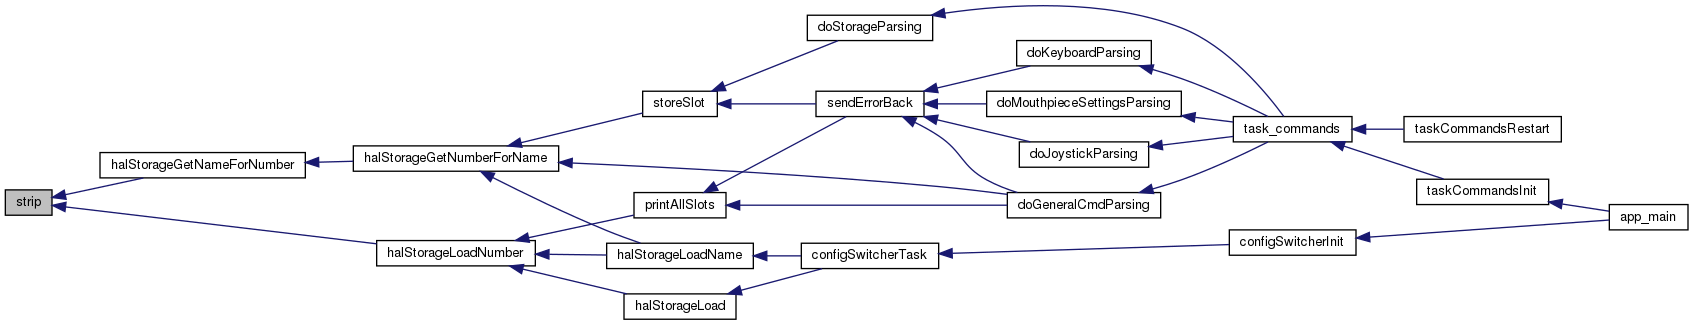 strip
halStorageGetNameForNumber
halStorageLoadNumber
halStorageGetNumberForName
storeSlot
printAllSlots
halStorageLoadName
halStorageLoad
doStorageParsing
sendErrorBack
configSwitcherTask
doKeyboardParsing
doMouthpieceSettingsParsing
doJoystickParsing
doGeneralCmdParsing
task_commands
configSwitcherInit
taskCommandsRestart
taskCommandsInit
app_main